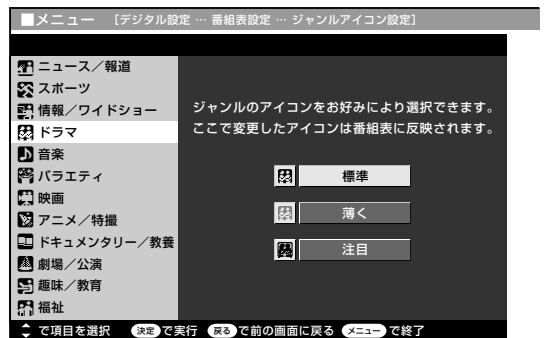 ■メニュー [デジタル設定 … 番組表設定 … ジャンルアイコン設定]
ニュース／報道
スポーツ
情報／ワイドショー
ドラマ
音楽
バラエティ
映画
アニメ／特撮
ドキュメンタリー／教養
劇場／公演
趣味／教育
福祉
ジャンルのアイコンをお好みにより選択できます。
ここで変更したアイコンは番組表に反映されます。
標準
薄く
注目
で項目を選択 決定で実行 戻るで前の画面に戻る メニューで終了